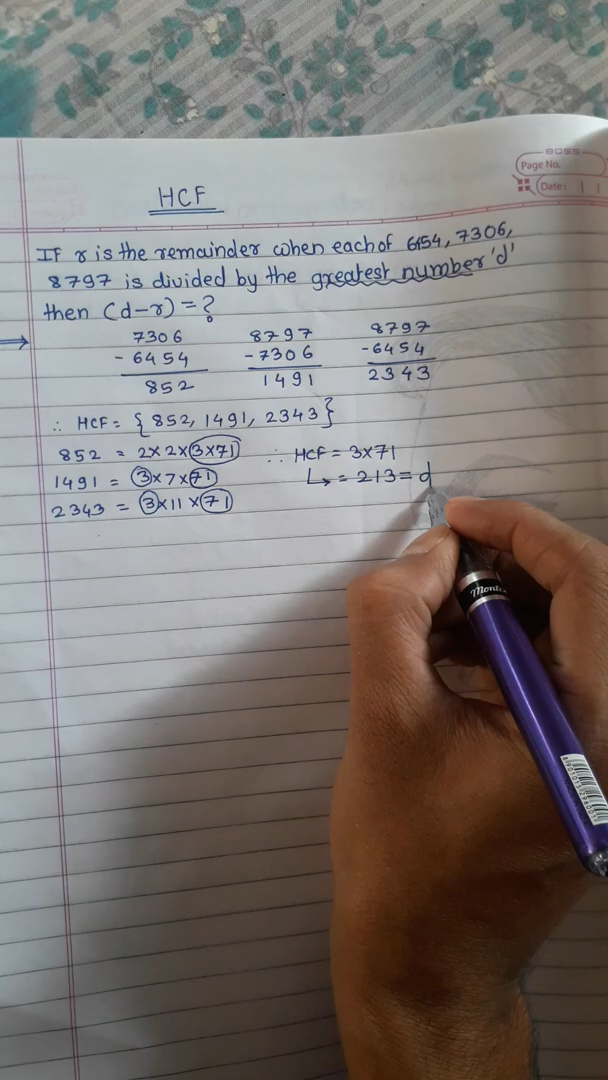 BOSS
Page No.
Date:
HCF
If r is the remainder when each of 6454, 7306,
8797 is divided by the greatest number 'd'
then (d-r) = ?
7306
- 6454
852
8797
- 7306
1491
8797
- 6454
2343
∴ HCF = { 852, 1491, 2343 }
852 = 2×2×3×71
1491 = 3×7×71
2343 = 3×11×71
∴ HCF = 3×71
↳ = 213 = d
Monte